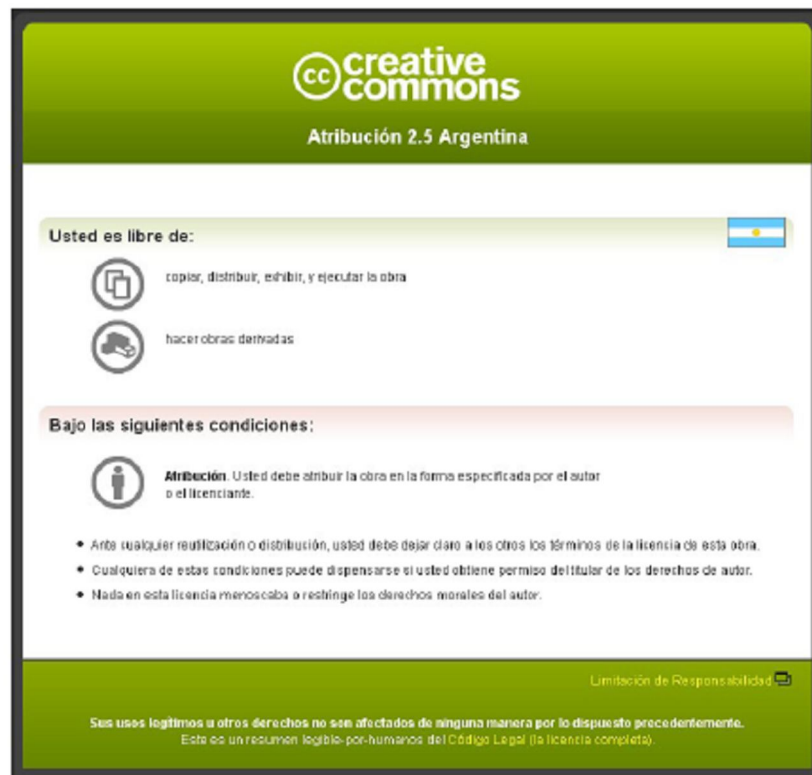 cc creative
commons
Atribución 2.5 Argentina
Usted es libre de:
copiar, distribuir, exhibir, y ejecutar la obra
hacer obras derivadas
Bajo las siguientes condiciones:
Atribución. Usted debe atribuir la obra en la forma especificada por el autor
o el licenciante.
• Ante cualquier reutilización o distribución, usted debe dejar claro a los otros los términos de la licencia de esta obra.
• Cualquiera de estas condiciones puede dispensarse si usted obtiene permiso del titular de los derechos de autor.
• Nada en esta licencia menoscaba o restringe los derechos morales del autor.
Limitación de Responsabilidad
Sus usos legítimos u otros derechos no son afectados de ninguna manera por lo dispuesto precedentemente.
Este es un resumen legible-por-humanos del Código Legal (la licencia completa).